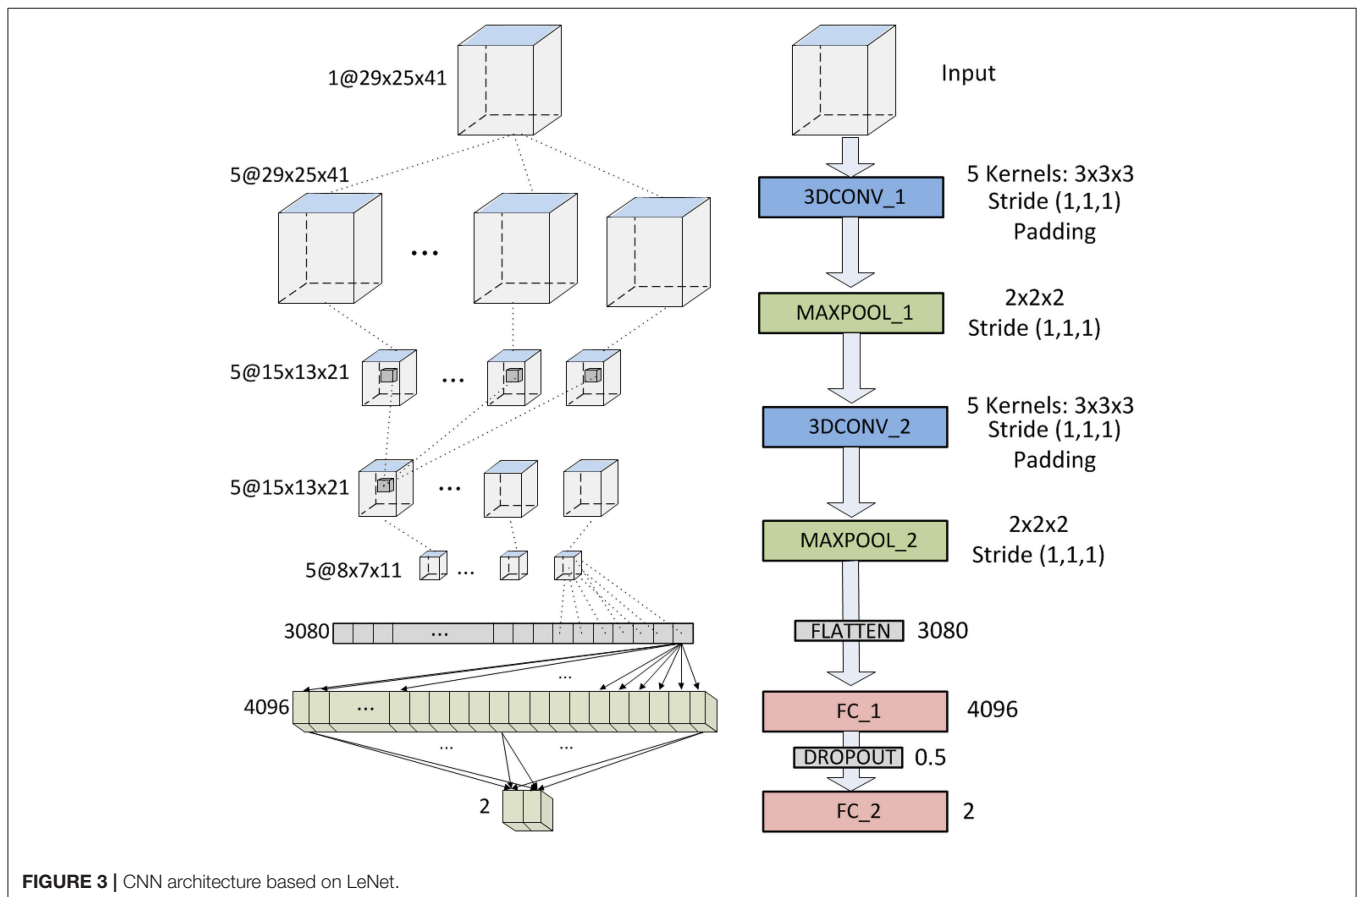 1@29x25x41
Input
5@29x25x41
3DCONV_1
5 Kernels: 3x3x3
Stride (1,1,1)
Padding
...
MAXPOOL_1
2x2x2
Stride (1,1,1)
5@15x13x21
...
3DCONV_2
5 Kernels: 3x3x3
Stride (1,1,1)
Padding
5@15x13x21
...
MAXPOOL_2
2x2x2
Stride (1,1,1)
5@8x7x11
...
3080
...
FLATTEN
3080
...
4096
...
FC_1
4096
... ...
DROPOUT
0.5
2
FC_2
2
FIGURE 3 | CNN architecture based on LeNet.